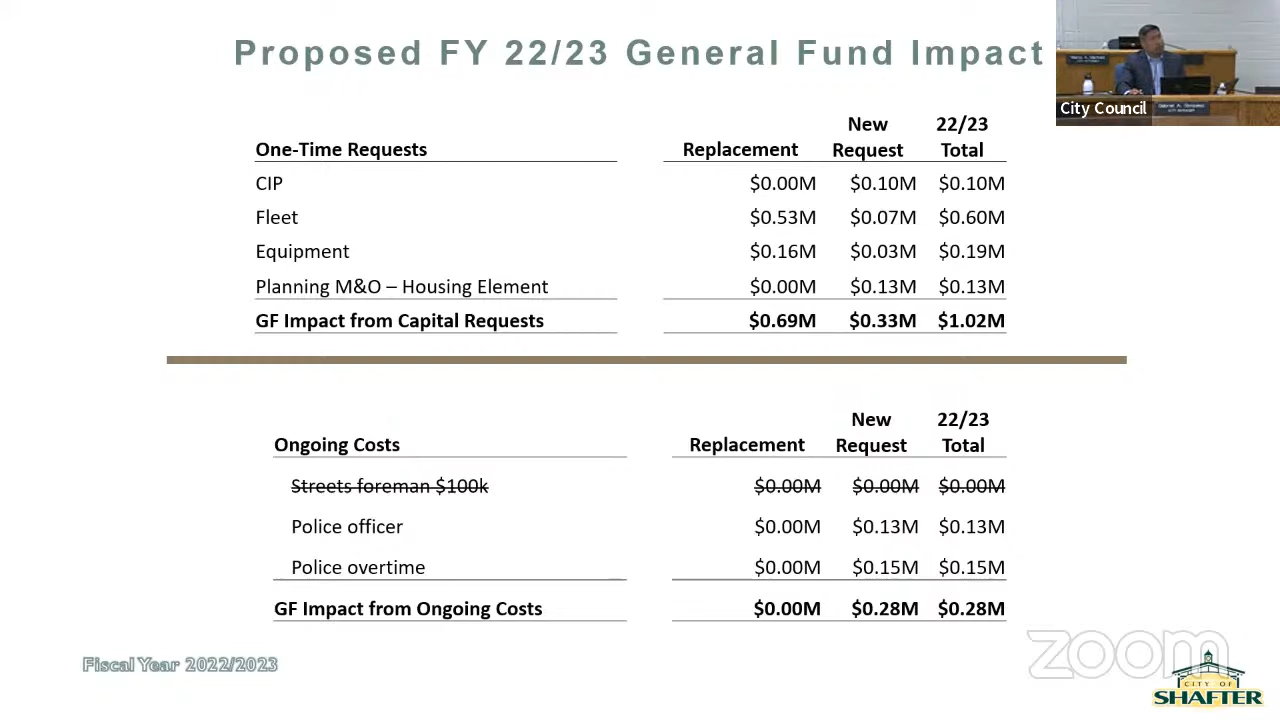 Proposed FY 22/23 General Fund Impact
City Council
One-Time Requests Replacement New Request 22/23 Total
CIP $0.00M $0.10M $0.10M
Fleet $0.53M $0.07M $0.60M
Equipment $0.16M $0.03M $0.19M
Planning M&O – Housing Element $0.00M $0.13M $0.13M
GF Impact from Capital Requests $0.69M $0.33M $1.02M
Ongoing Costs Replacement New Request 22/23 Total
Streets foreman $100k $0.00M $0.00M $0.00M
Police officer $0.00M $0.13M $0.13M
Police overtime $0.00M $0.15M $0.15M
GF Impact from Ongoing Costs $0.00M $0.28M $0.28M
Fiscal Year 2022/2023
zoom
CITY OF
SHAFTER